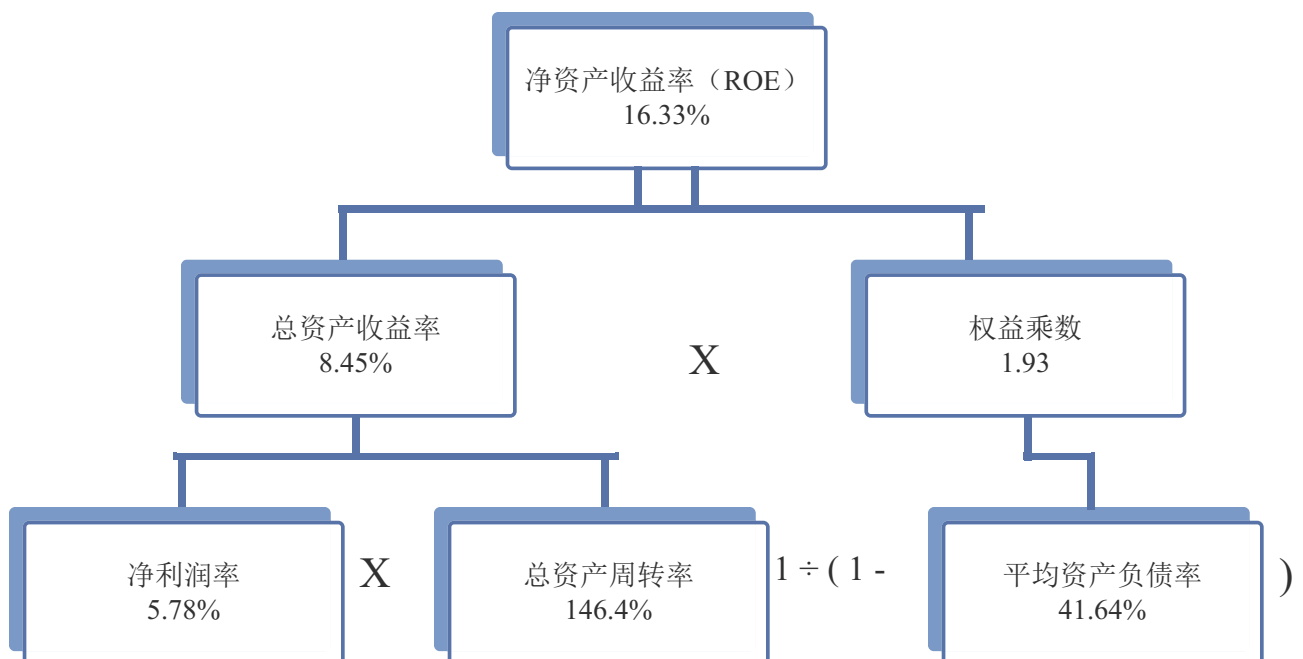 净资产收益率（ROE）
16.33%
总资产收益率
8.45%
X
权益乘数
1.93
净利润率
5.78%
X
总资产周转率
146.4%
1 ÷ ( 1 -
平均资产负债率
41.64%
)